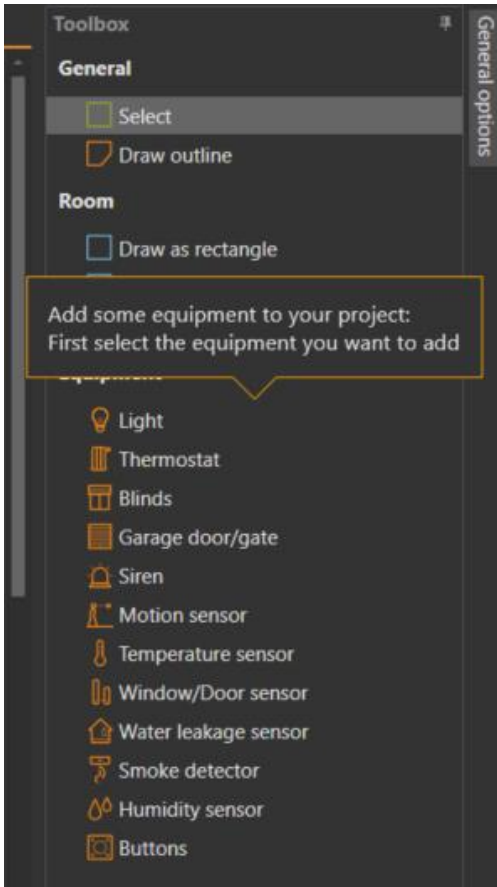 Toolbox
General options
General
Select
Draw outline
Room
Draw as rectangle
Add some equipment to your project:
First select the equipment you want to add
Equipment
Light
Thermostat
Blinds
Garage door/gate
Siren
Motion sensor
Temperature sensor
Window/Door sensor
Water leakage sensor
Smoke detector
Humidity sensor
Buttons